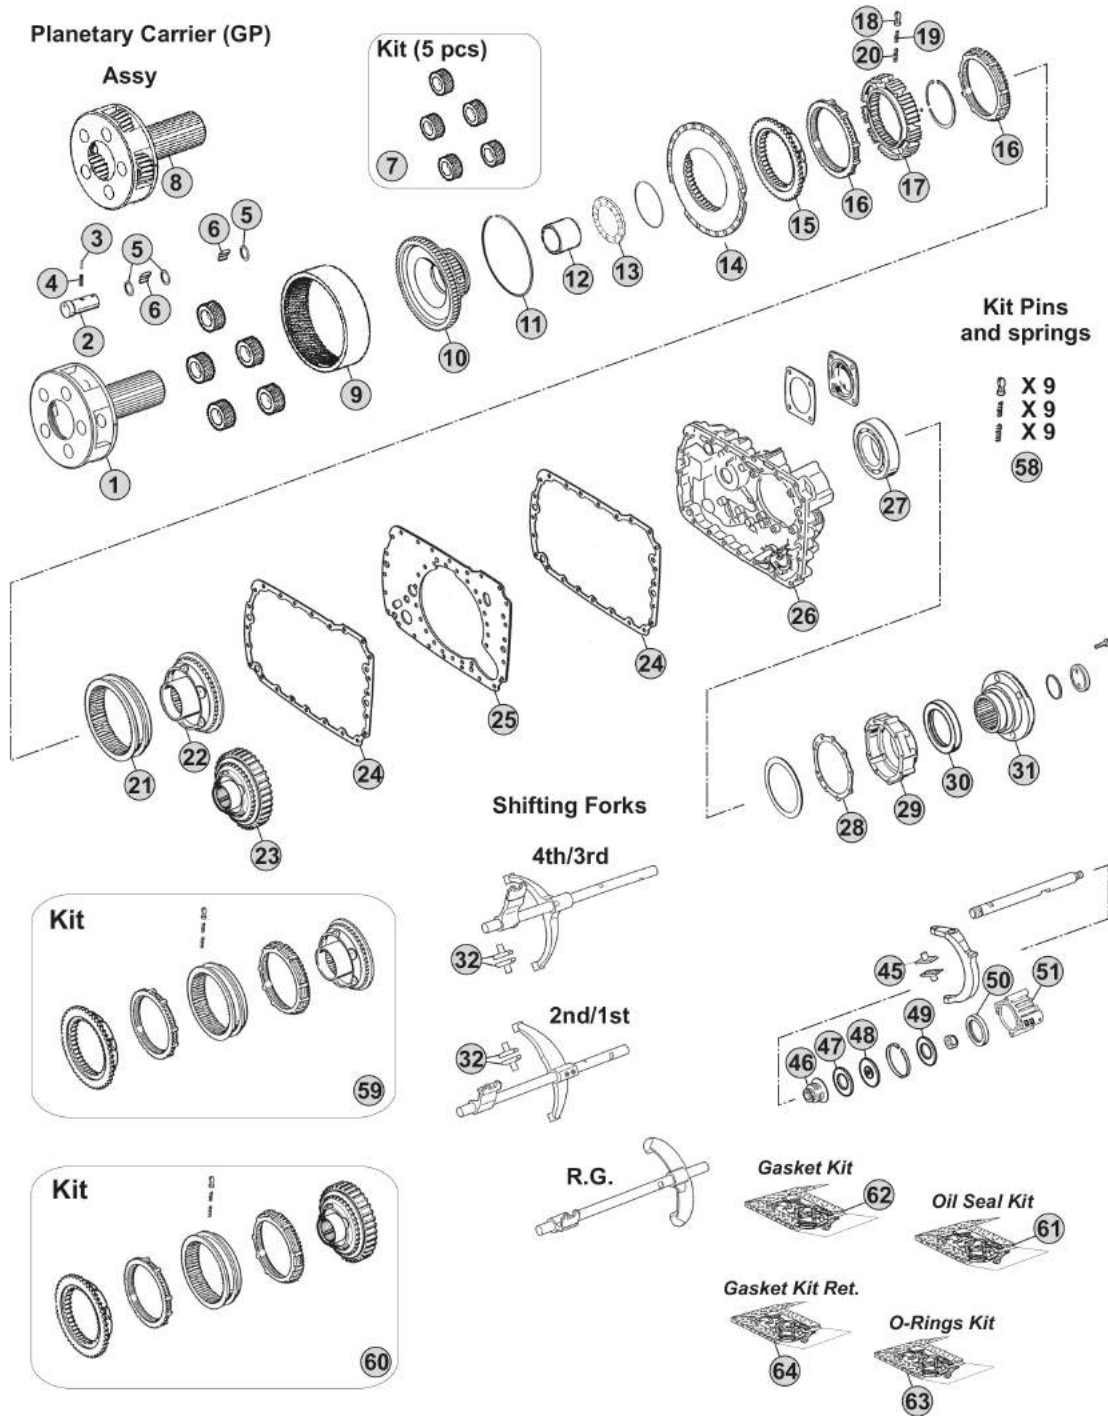 Planetary Carrier (GP)
Assy
8
3
4
5
6
5
6
2
1
Kit (5 pcs)
7
9
10
11
12
13
14
15
16
17
18
19
20
16
Kit Pins
and springs
X 9
X 9
X 9
58
27
26
24
25
24
21
22
23
28
29
30
31
Shifting Forks
4th/3rd
32
2nd/1st
32
R.G.
45
46
47
48
49
50
51
Kit
59
Kit
60
Gasket Kit
62
Oil Seal Kit
61
Gasket Kit Ret.
64
O-Rings Kit
63